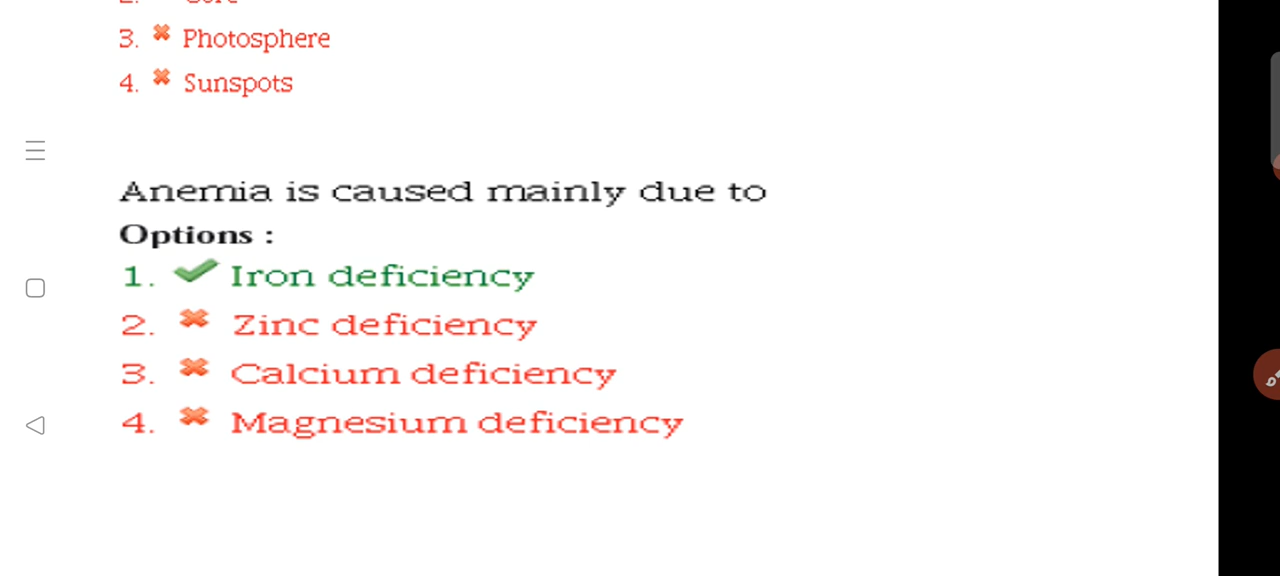 3. Photosphere
4. Sunspots
Anemia is caused mainly due to
Options :
1. Iron deficiency
2. Zinc deficiency
3. Calcium deficiency
4. Magnesium deficiency